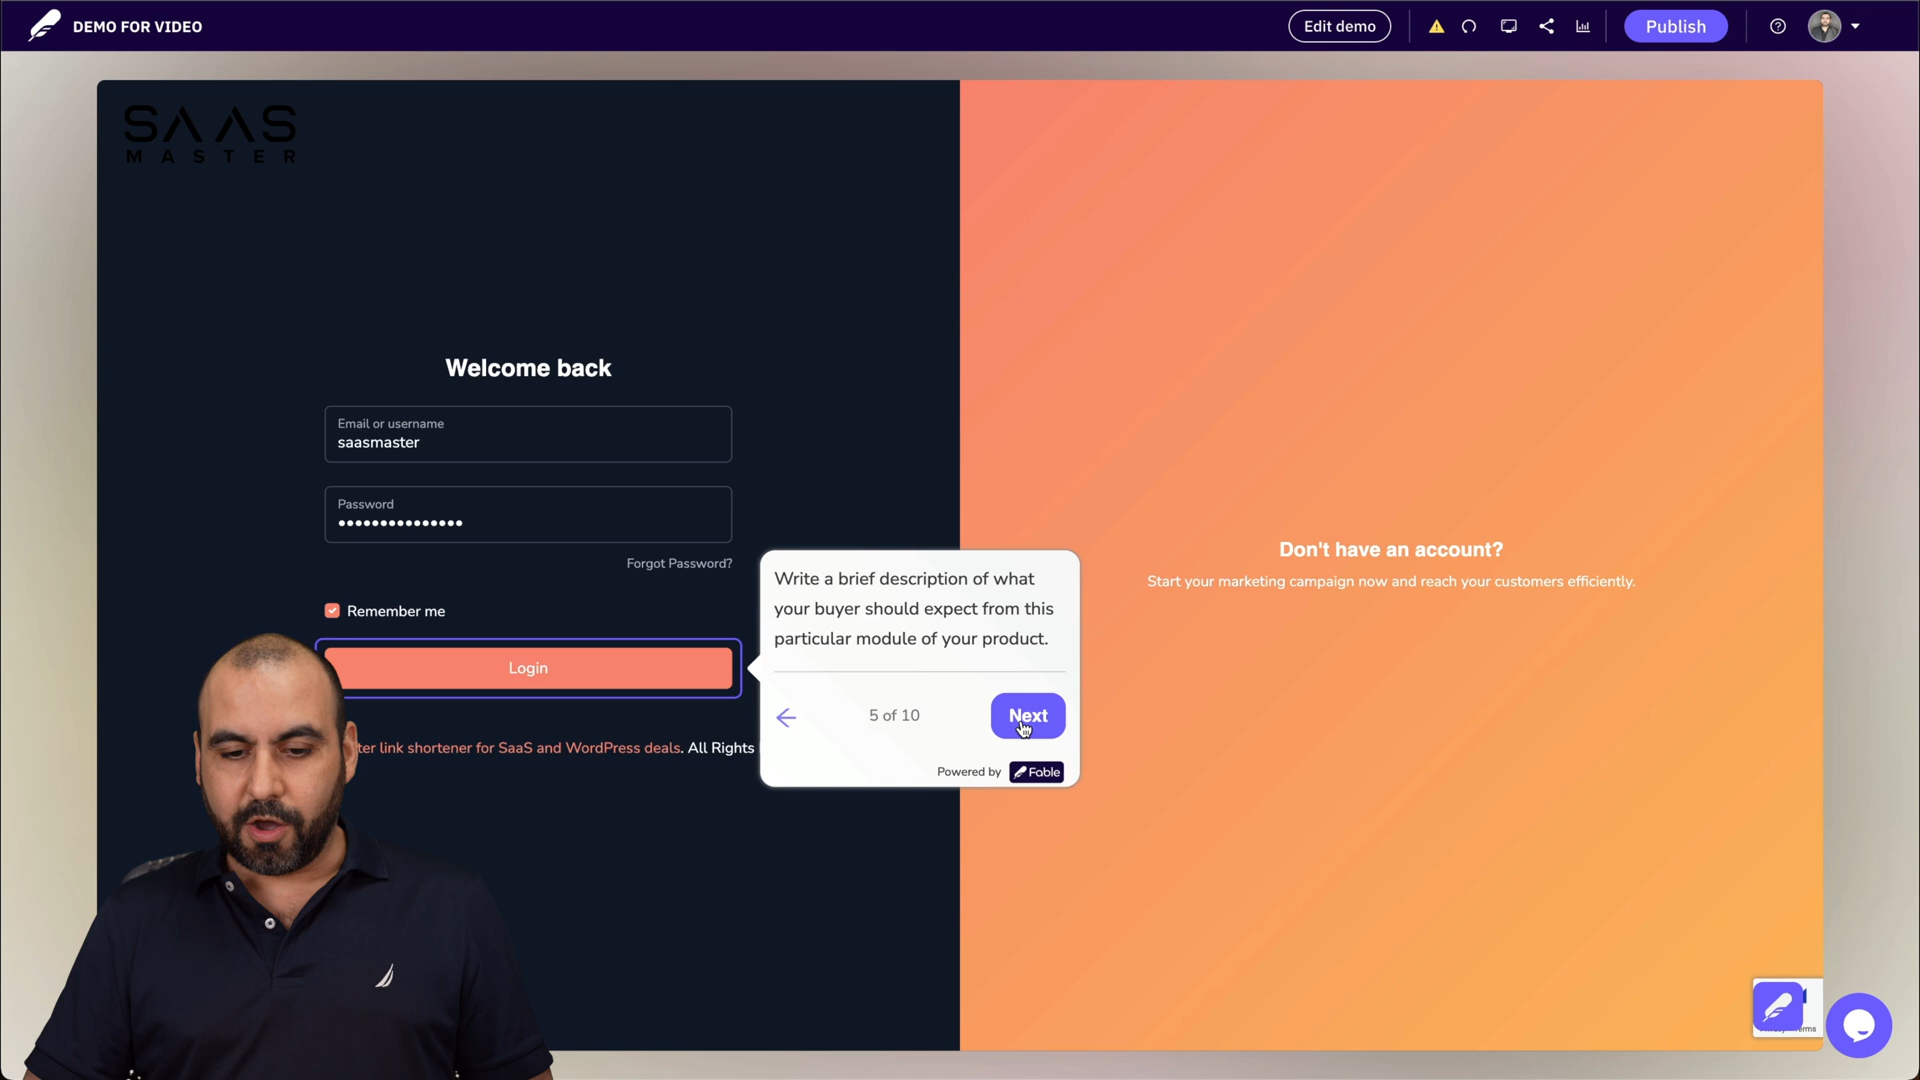 DEMO FOR VIDEO
Edit demo
Publish
SAAS
MASTER
Welcome back
Email or username
saasmaster
Password
Forgot Password?
Remember me
Login
ter link shortener for SaaS and WordPress deals. All Rights
Write a brief description of what
your buyer should expect from this
particular module of your product.
5 of 10
Next
Powered by Fable
Don't have an account?
Start your marketing campaign now and reach your customers efficiently.